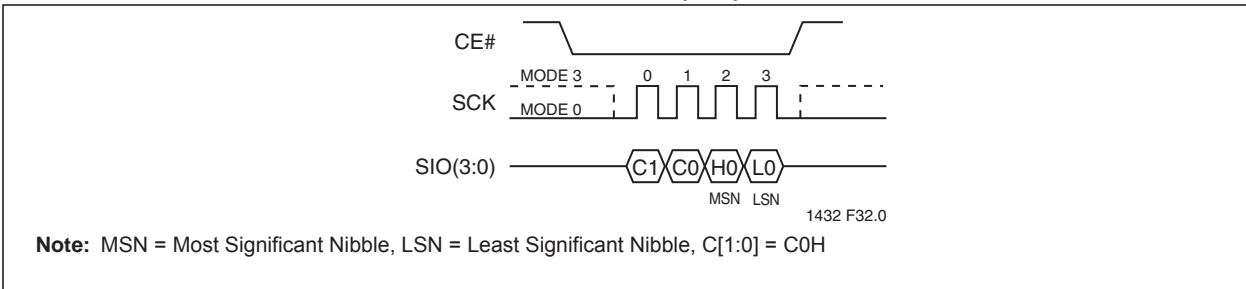 CE#
MODE 3 0 1 2 3
SCK
MODE 0
SIO(3:0) C1 C0 H0 L0
MSN LSN
1432 F32.0
Note: MSN = Most Significant Nibble, LSN = Least Significant Nibble, C[1:0] = C0H